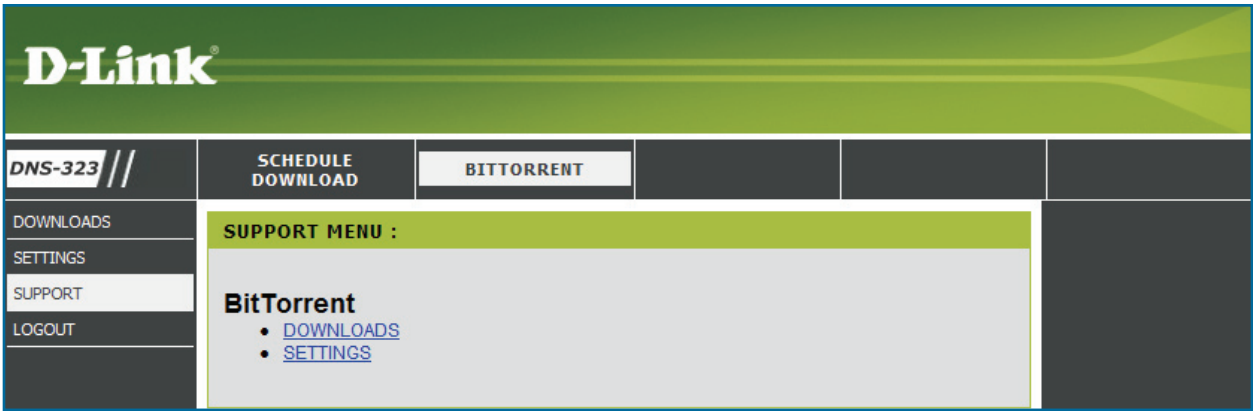 D-Link®
DNS-323
SCHEDULE
DOWNLOAD
BITTORRENT
DOWNLOADS
SETTINGS
SUPPORT
LOGOUT
SUPPORT MENU :
BitTorrent
• DOWNLOADS
• SETTINGS